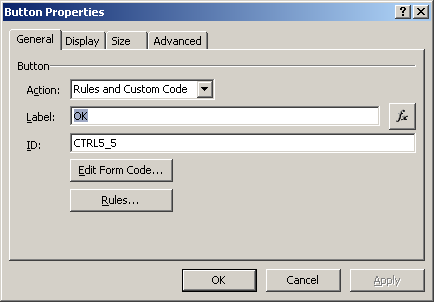 Button Properties
General Display Size Advanced
Button
Action: Rules and Custom Code
Label: OK fx
ID: CTRL5_5
Edit Form Code...
Rules...
OK Cancel Apply